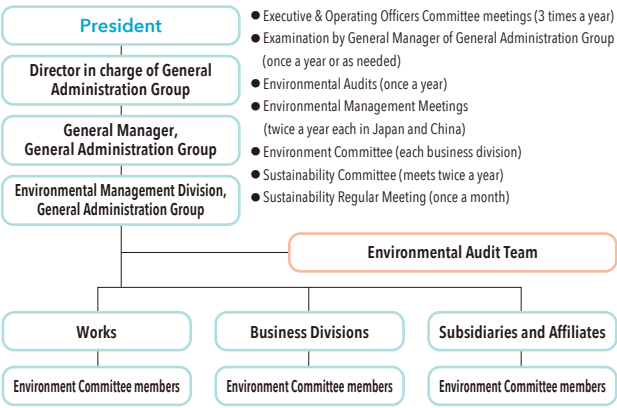 President
Director in charge of General
Administration Group
General Manager,
General Administration Group
Environmental Management Division,
General Administration Group
● Executive & Operating Officers Committee meetings (3 times a year)
● Examination by General Manager of General Administration Group
(once a year or as needed)
● Environmental Audits (once a year)
● Environmental Management Meetings
(twice a year each in Japan and China)
● Environment Committee (each business division)
● Sustainability Committee (meets twice a year)
● Sustainability Regular Meeting (once a month)
Environmental Audit Team
Works
Business Divisions
Subsidiaries and Affiliates
Environment Committee members
Environment Committee members
Environment Committee members